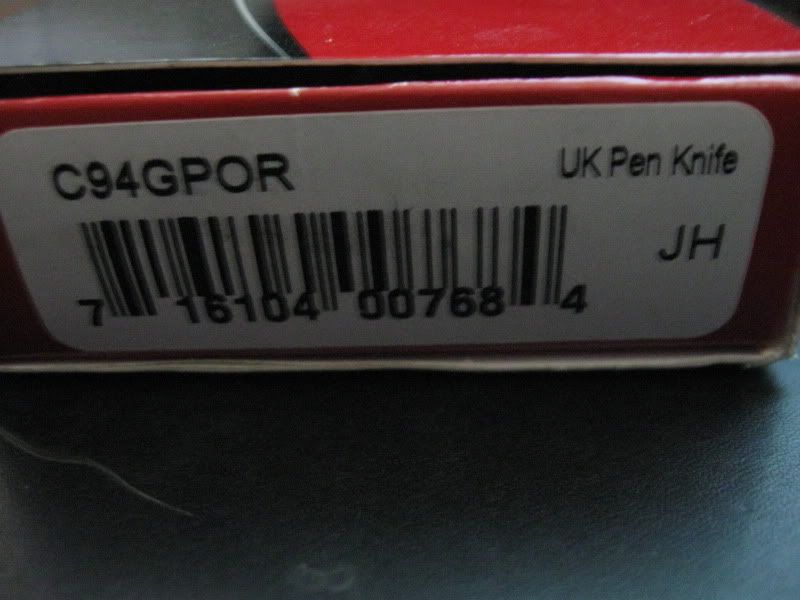 C94GPOR UK Pen Knife
JH
7 16104 00768 4